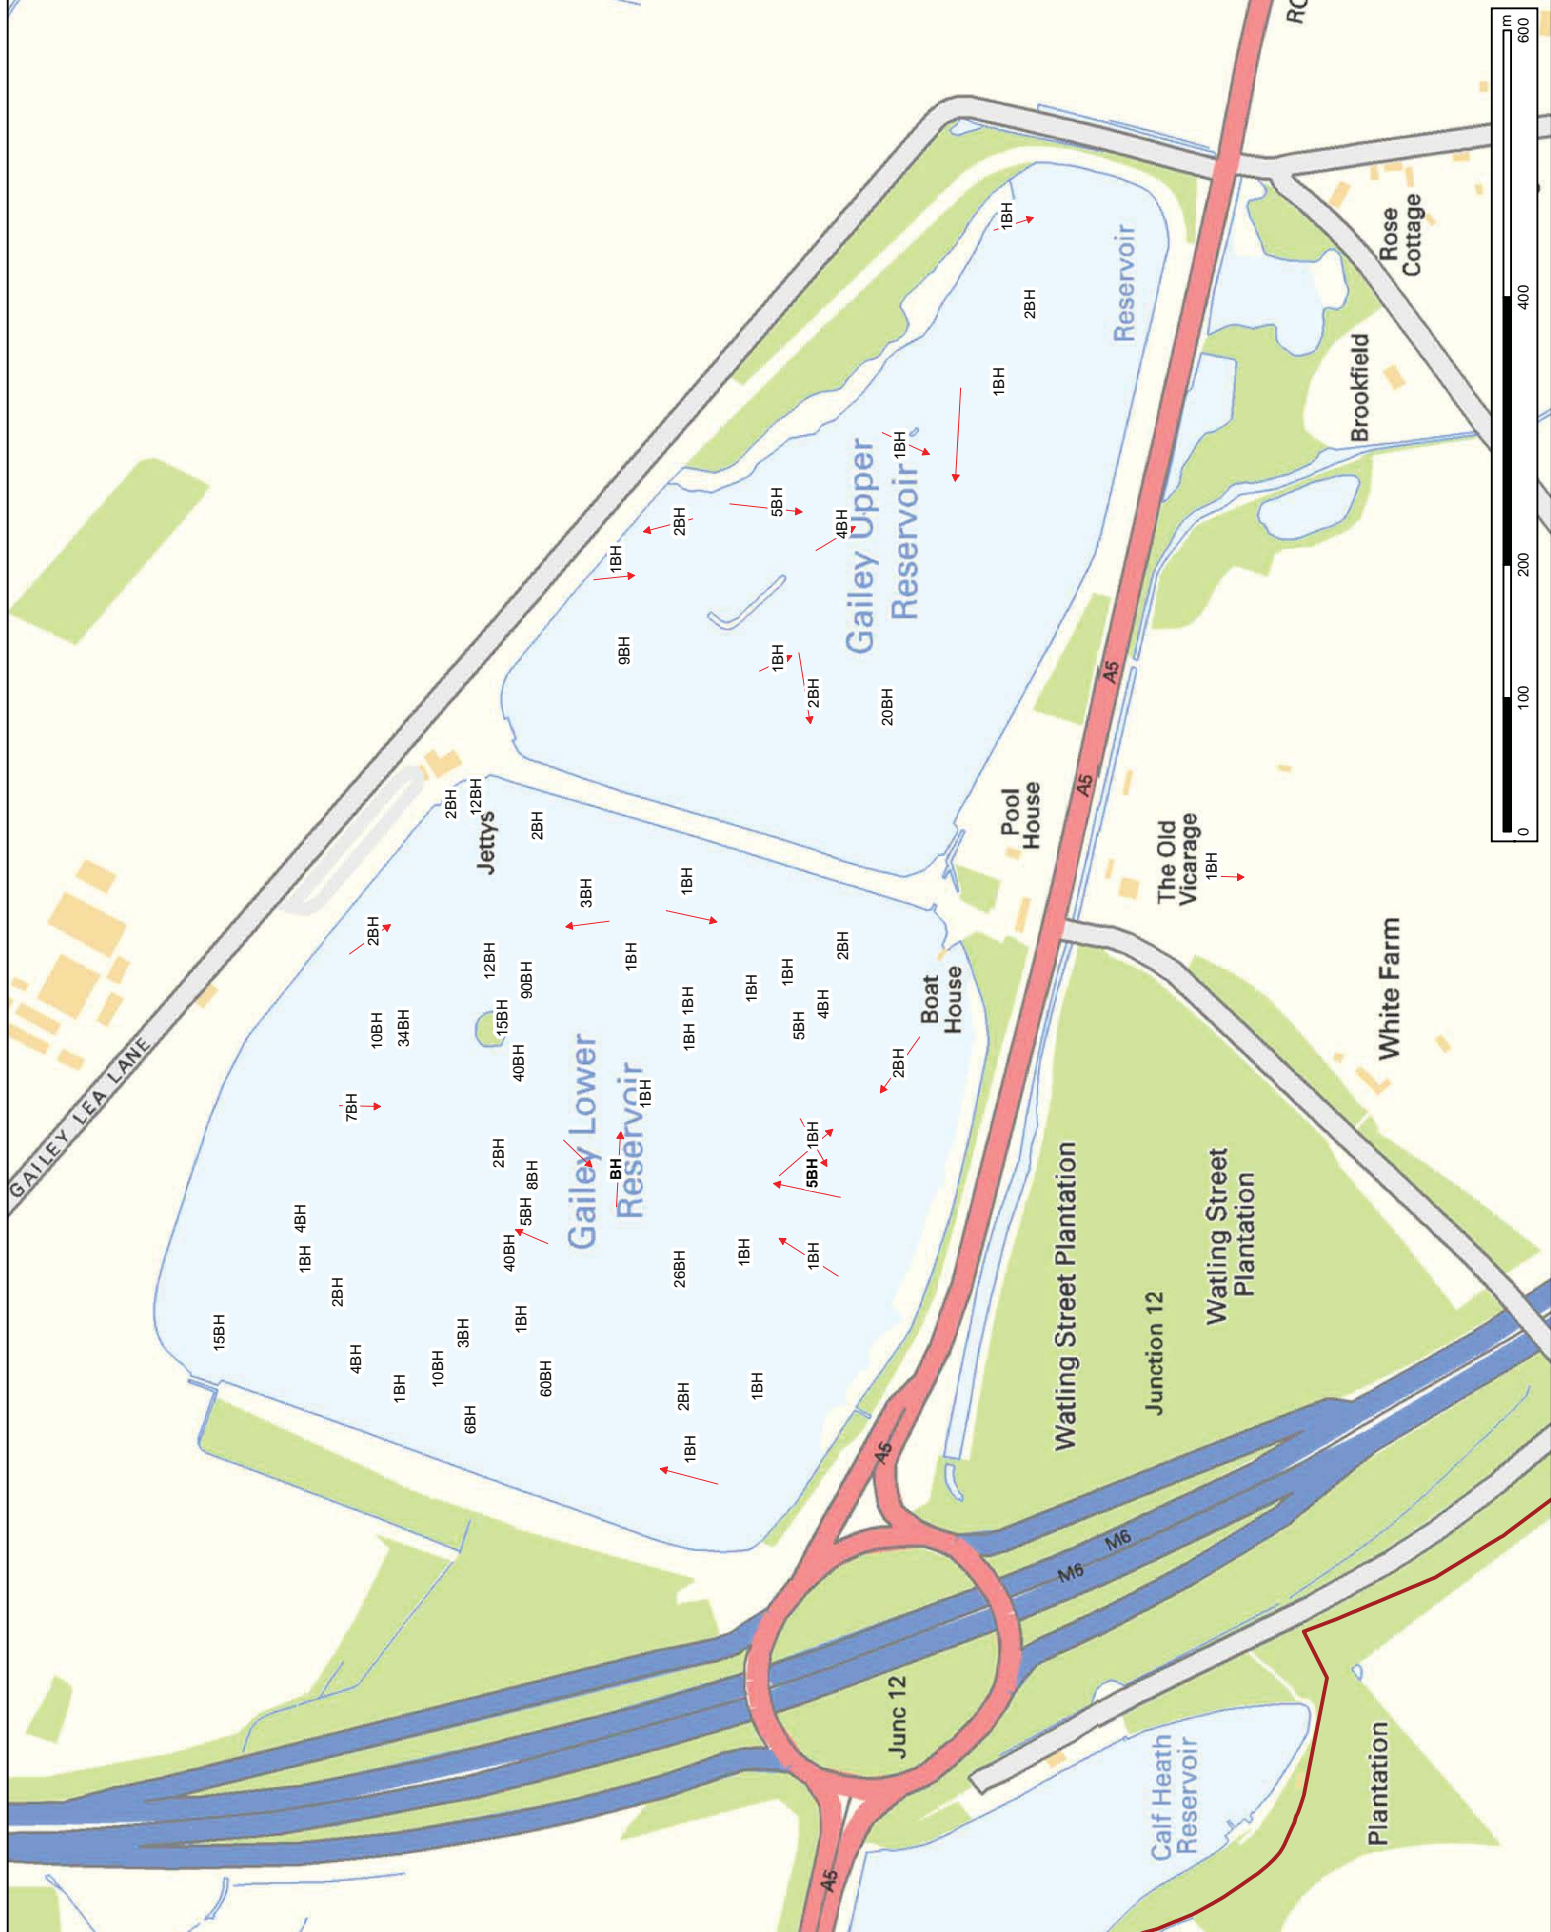 GAILEY LEA LANE
15BH
4BH
1BH
2BH
4BH
1BH
10BH
3BH
6BH
7BH
10BH
34BH
2BH
2BH
12BH
Jettys
2BH
12BH
90BH
15BH
40BH
3BH
2BH
8BH
5BH
40BH
1BH
60BH
Gailey Lower
Reservoir
BH
1BH
1BH
1BH
1BH
1BH
1BH
1BH
2BH
5BH
4BH
26BH
1BH
2BH
1BH
1BH
1BH
1BH
5BH
2BH
Boat
House
1BH
2BH
9BH
5BH
4BH
1BH
2BH
20BH
Gailey Upper
Reservoir
1BH
1BH
2BH
1BH
Reservoir
Pool
House
A5
A5
The Old
Vicarage
1BH
White Farm
Brookfield
Rose
Cottage
RO
Watling Street Plantation
Junction 12
Watling Street
Plantation
A5
M6
M6
Junc 12
A5
Calf Heath
Reservoir
Plantation
0
100
200
400
600
m